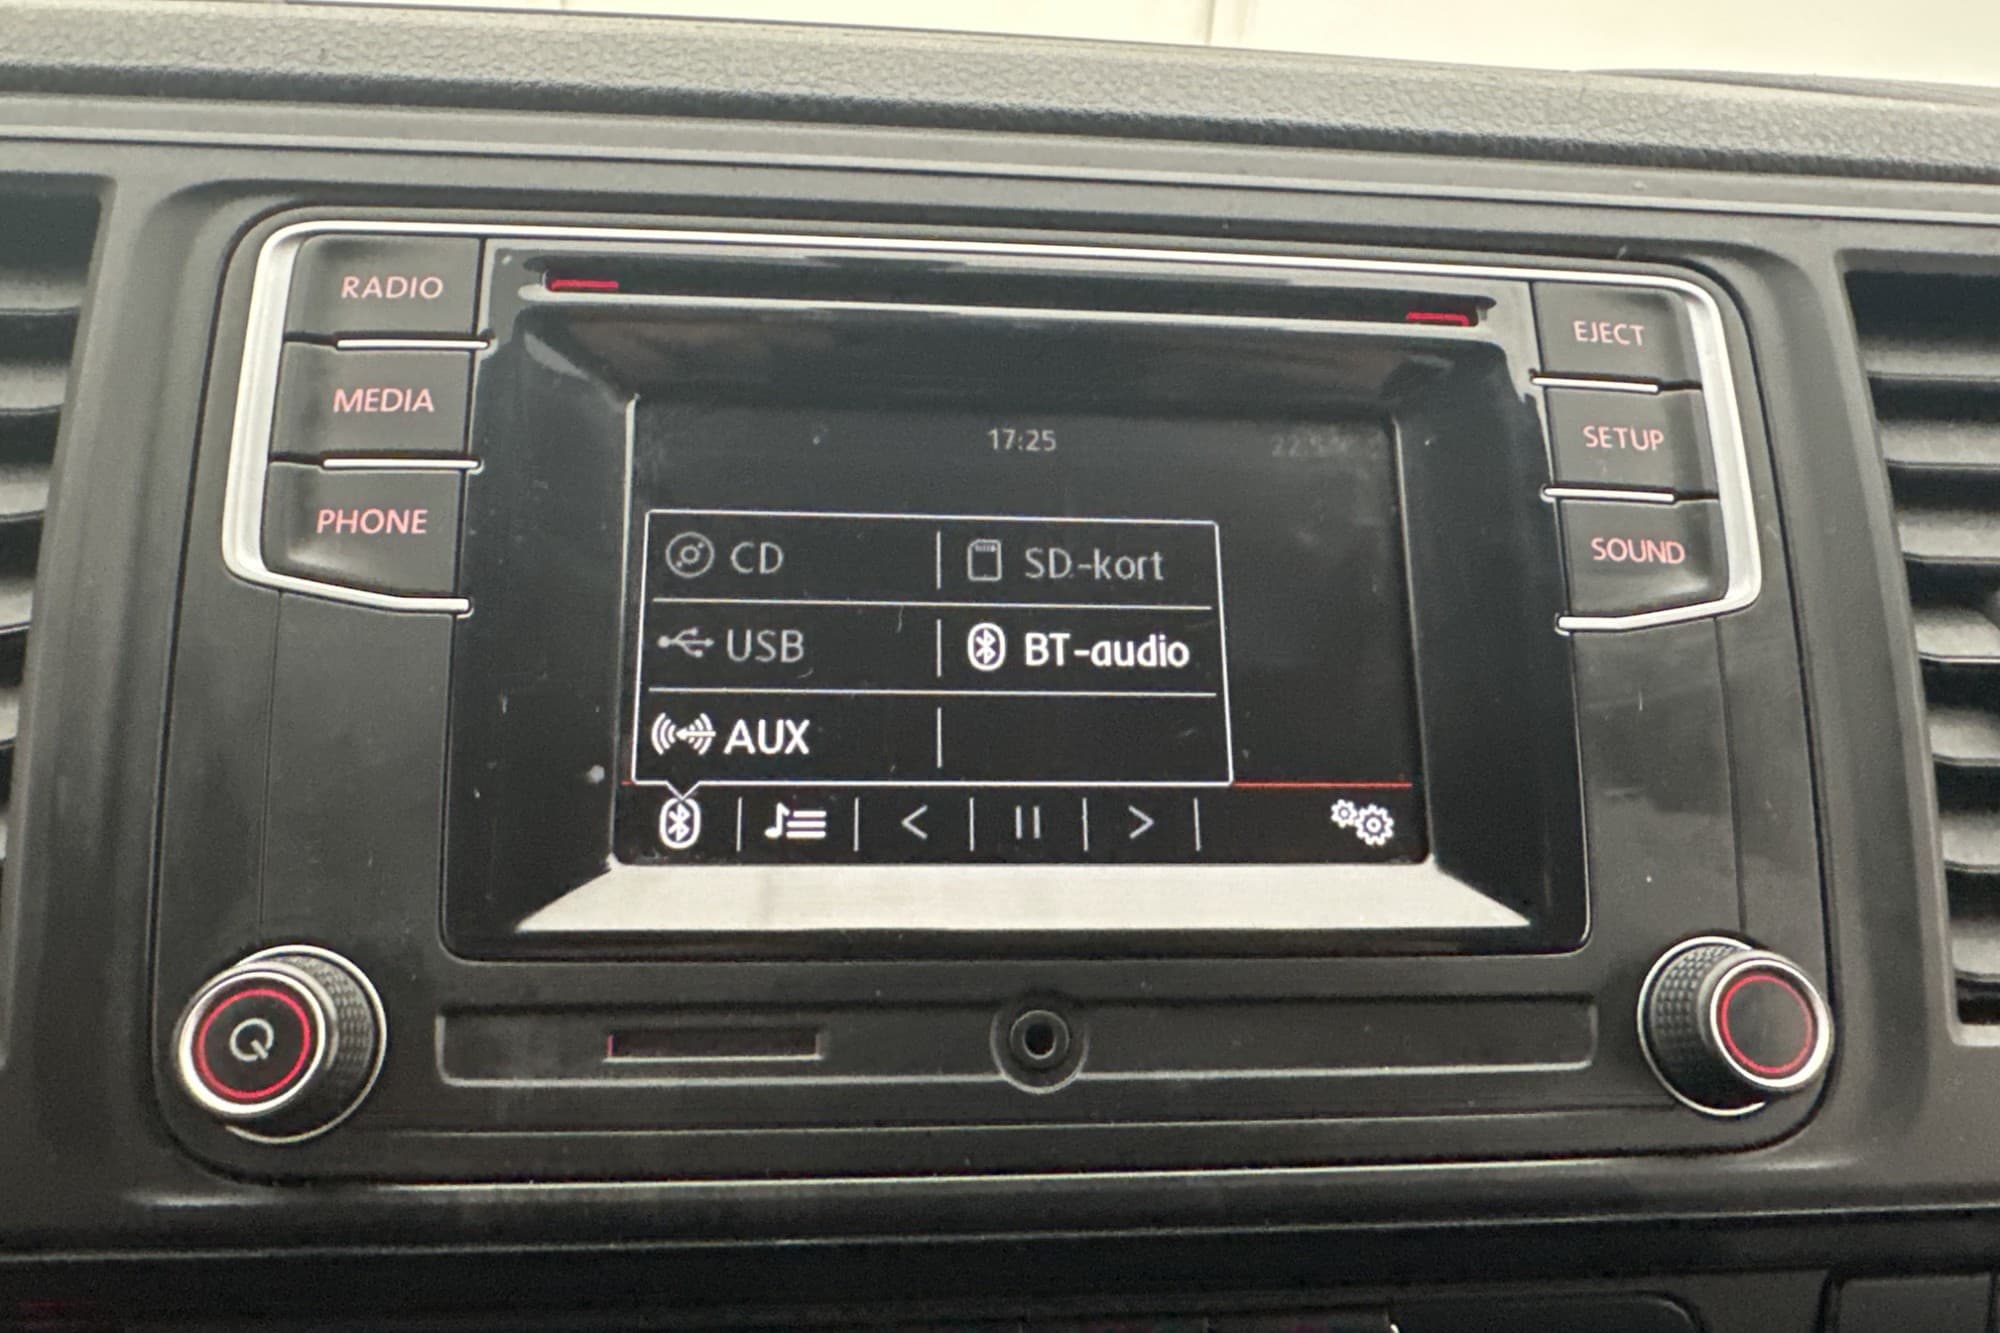 RADIO
MEDIA
PHONE
EJECT
SETUP
SOUND
17:25
CD
SD-kort
USB
BT-audio
AUX